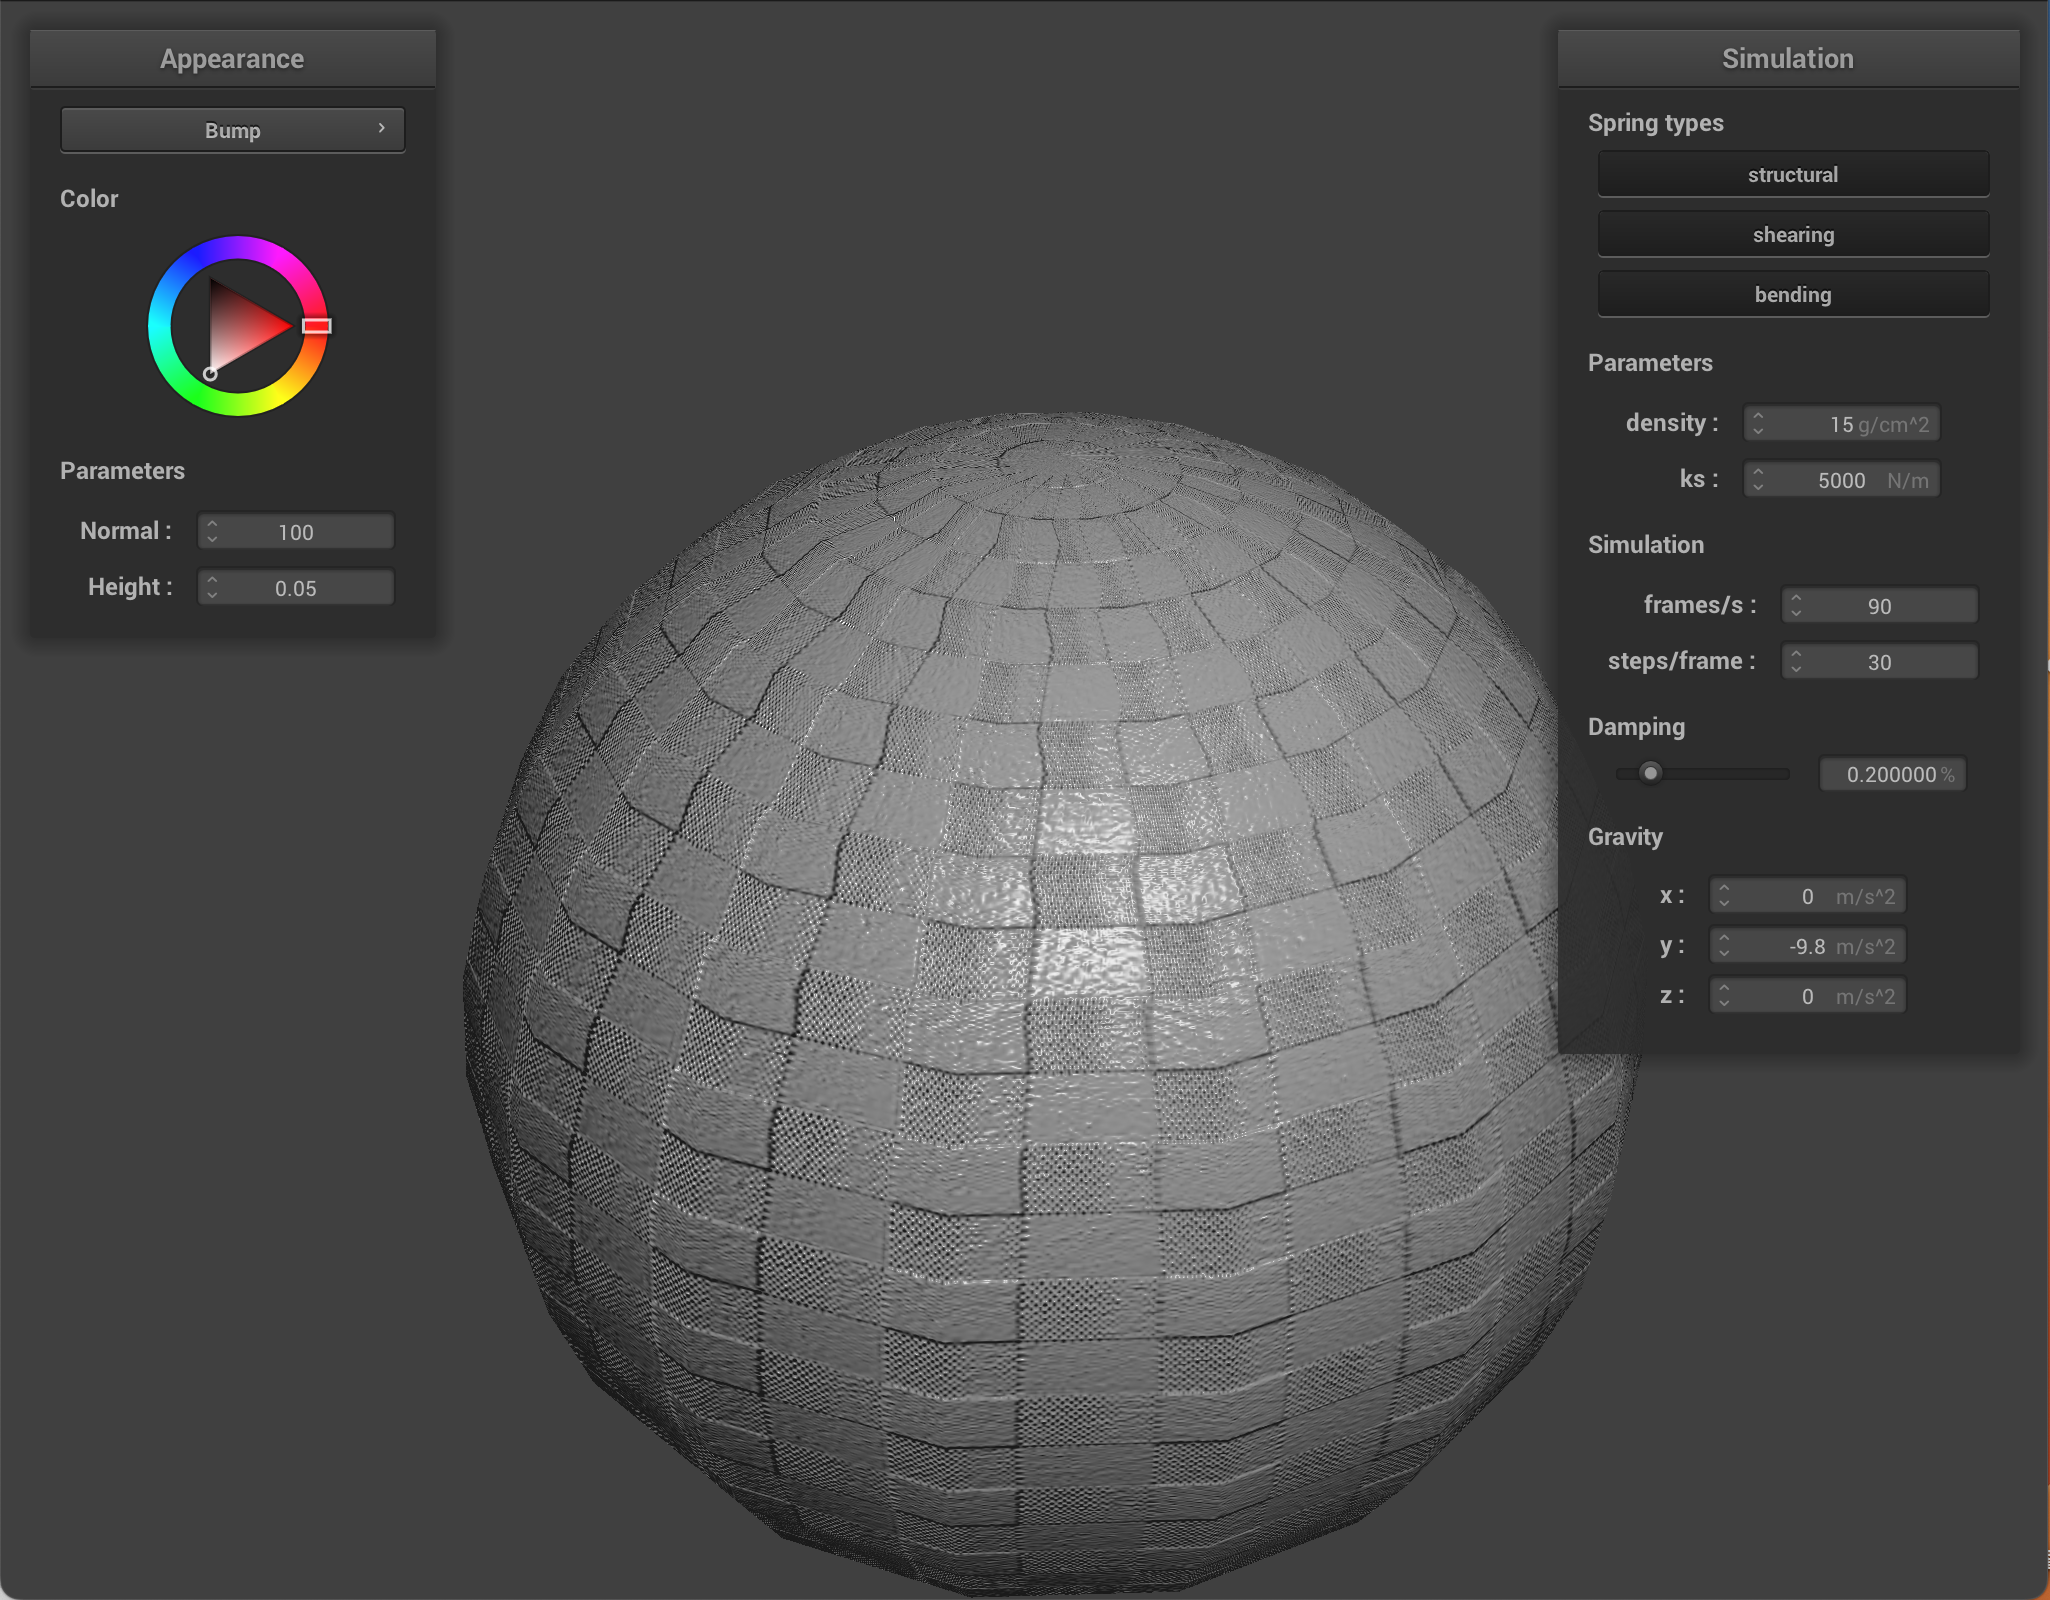 Appearance
Bump
Color
Parameters
Normal : 100
Height : 0.05
Simulation
Spring types
structural
shearing
bending
Parameters
density : 15 g/cm^2
ks : 5000 N/m
Simulation
frames/s : 90
steps/frame : 30
Damping
0.200000 %
Gravity
x : 0 m/s^2
y : -9.8 m/s^2
z : 0 m/s^2